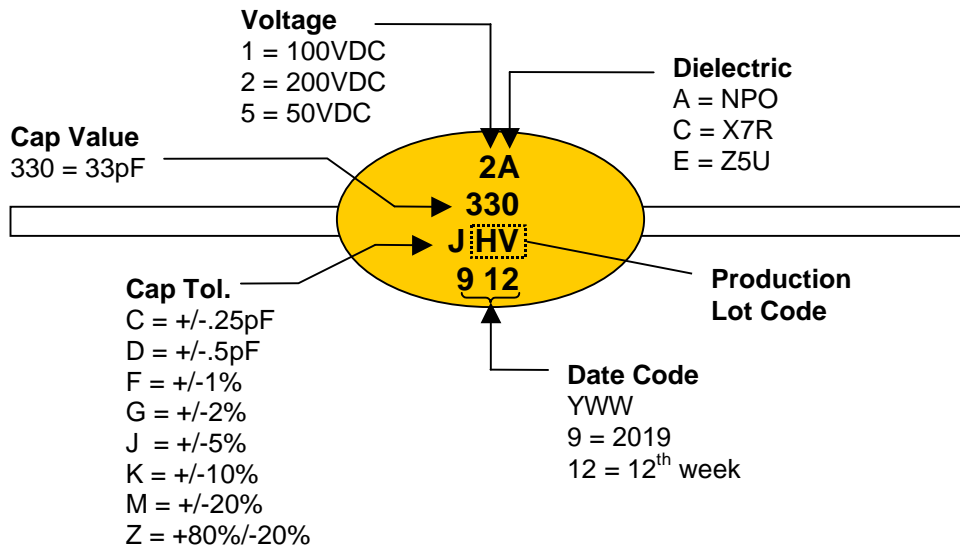 Voltage
1 = 100VDC
2 = 200VDC
5 = 50VDC
Dielectric
A = NPO
C = X7R
E = Z5U
Cap Value
330 = 33pF
2A
330
J HV
9 12
Cap Tol.
C = +/-.25pF
D = +/-.5pF
F = +/-1%
G = +/-2%
J = +/-5%
K = +/-10%
M = +/-20%
Z = +80%/-20%
Production
Lot Code
Date Code
YWW
9 = 2019
12 = 12th week